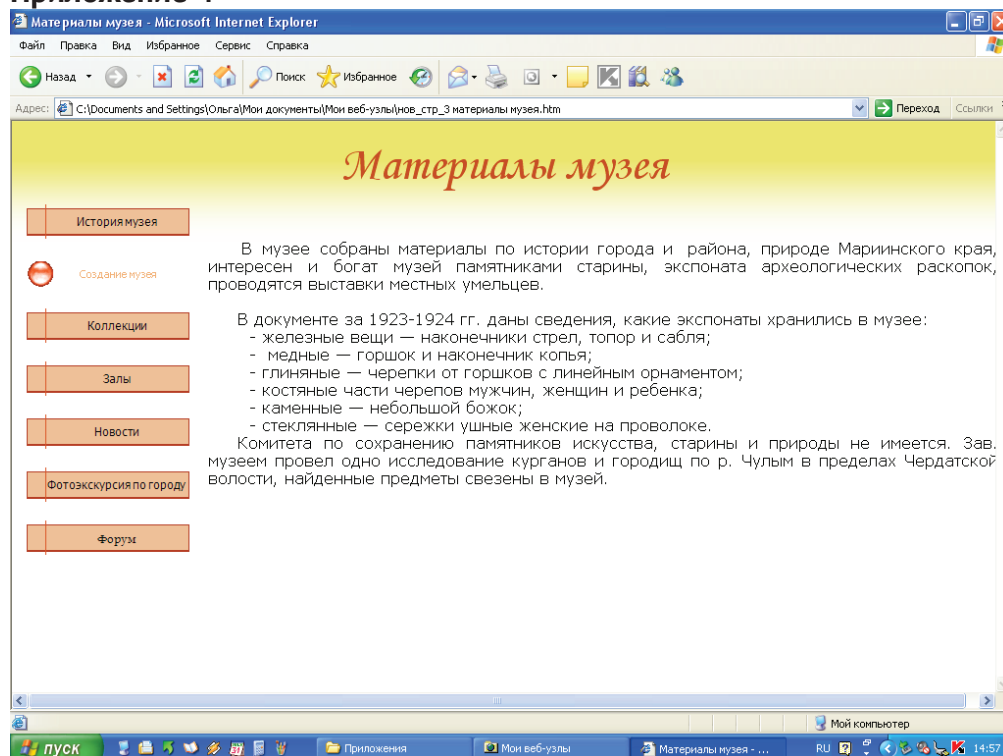 Материалы музея - Microsoft Internet Explorer
Файл Правка Вид Избранное Сервис Справка
Назад Поиск Избранное
Адрес: C:\Documents and Settings\Ольга\Мои документы\Мои веб-узлы\нов_стр_3 материалы музея.htm Переход Ссылки
Материалы музея
История музея
Создание музея
Коллекции
Залы
Новости
Фотоэкскурсия по городу
Форум
В музее собраны материалы по истории города и района, природе Мариинского края,
интересен и богат музей памятниками старины, экспоната археологических раскопок,
проводятся выставки местных умельцев.
В документе за 1923-1924 гг. даны сведения, какие экспонаты хранились в музее:
- железные вещи — наконечники стрел, топор и сабля;
- медные — горшок и наконечник копья;
- глиняные — черепки от горшков с линейным орнаментом;
- костяные части черепов мужчин, женщин и ребенка;
- каменные — небольшой божок;
- стеклянные — сережки ушные женские на проволоке.
Комитета по сохранению памятников искусства, старины и природы не имеется. Зав.
музеем провел одно исследование курганов и городищ по р. Чулым в пределах Чердатской
волости, найденные предметы свезены в музей.
Мой компьютер
пуск Приложения Мои веб-узлы Материалы музея - ... RU 14:57